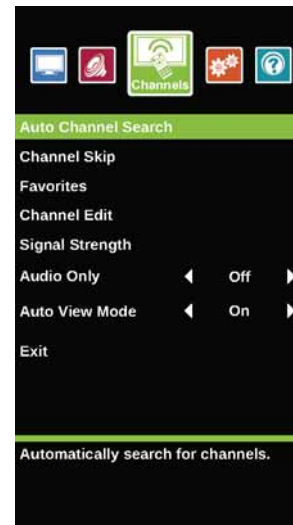 Channels
Auto Channel Search
Channel Skip
Favorites
Channel Edit
Signal Strength
Audio Only Off
Auto View Mode On
Exit
Automatically search for channels.